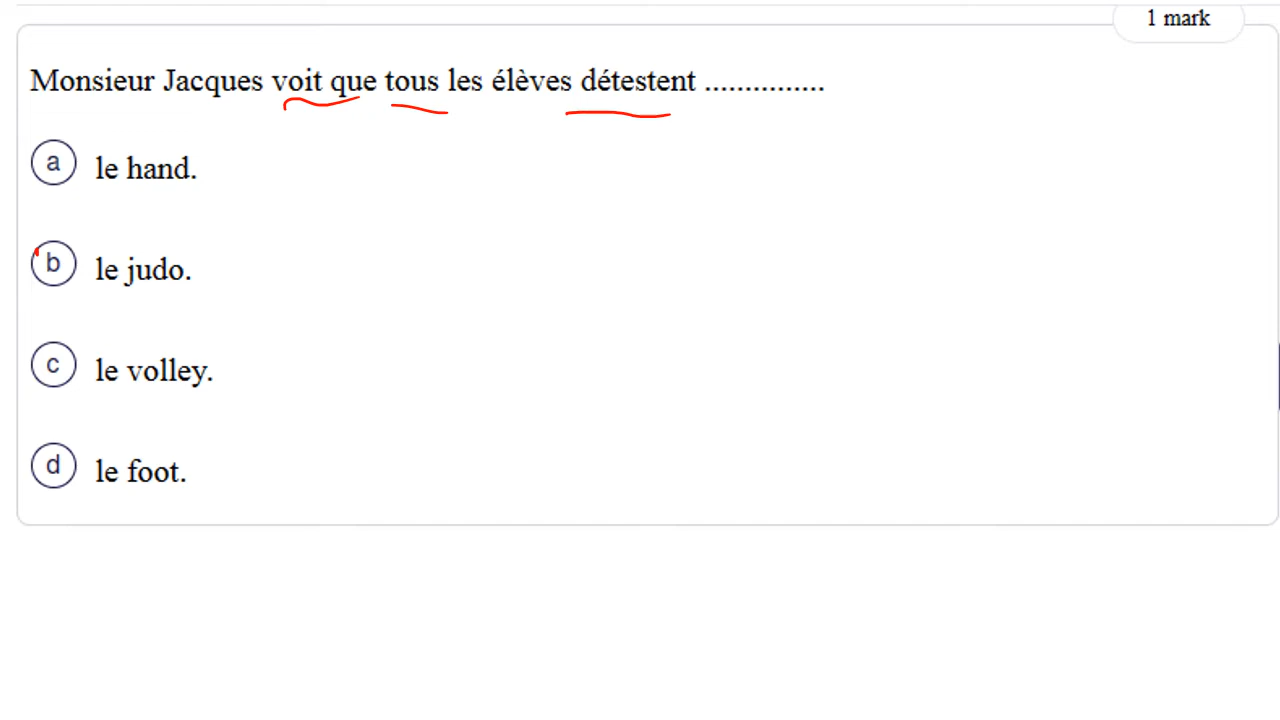 1 mark
Monsieur Jacques voit que tous les élèves détestent ...............
a le hand.
b le judo.
c le volley.
d le foot.